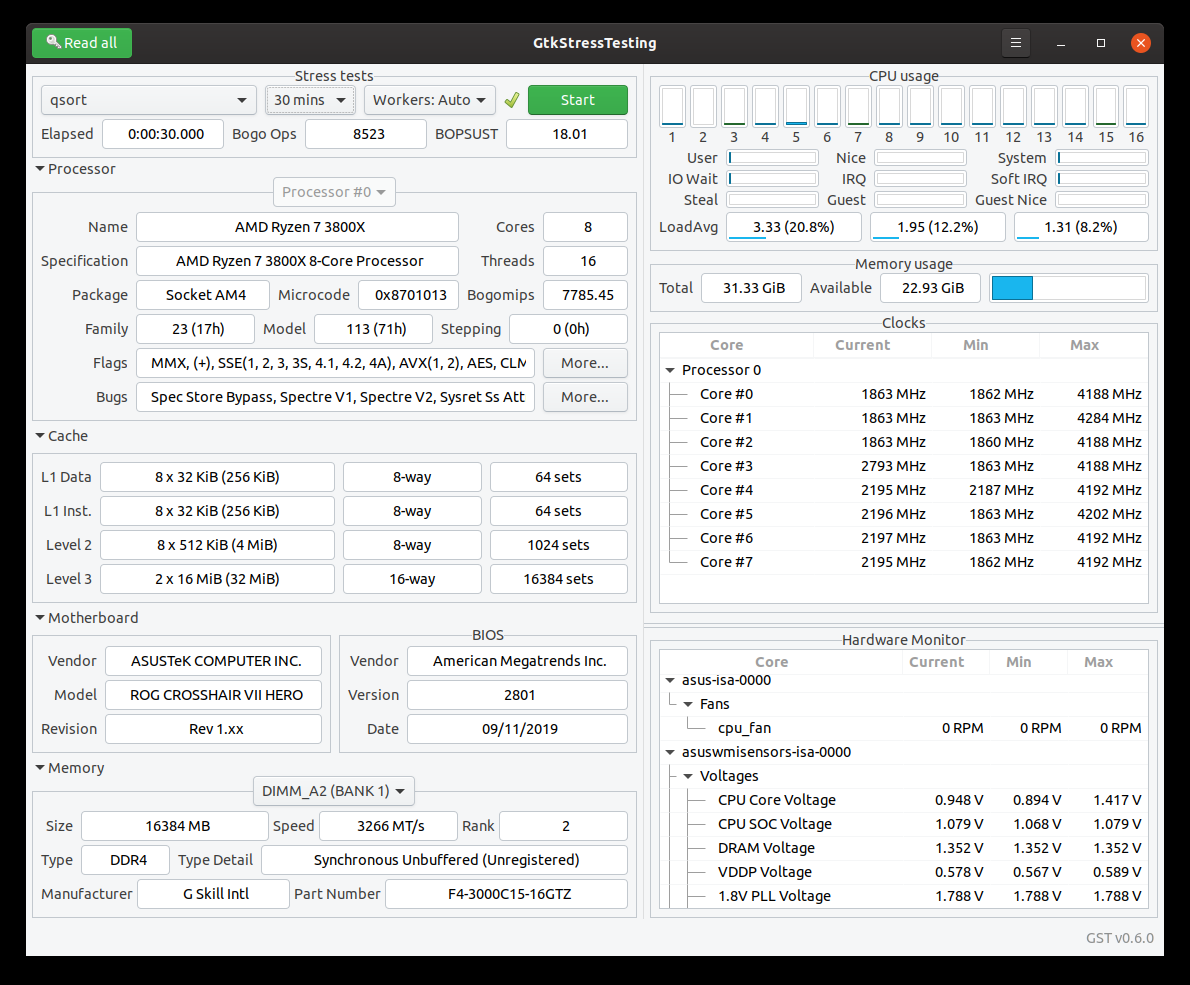 Read all
GtkStressTesting
Stress tests
qsort 30 mins Workers: Auto Start
Elapsed 0:00:30.000 Bogo Ops 8523 BOPSUST 18.01
Processor
Processor #0
Name AMD Ryzen 7 3800X Cores 8
Specification AMD Ryzen 7 3800X 8-Core Processor Threads 16
Package Socket AM4 Microcode 0x8701013 Bogomips 7785.45
Family 23 (17h) Model 113 (71h) Stepping 0 (0h)
Flags MMX, (+), SSE(1, 2, 3, 3S, 4.1, 4.2, 4A), AVX(1, 2), AES, CLM More...
Bugs Spec Store Bypass, Spectre V1, Spectre V2, Sysret Ss Att More...
Cache
L1 Data 8 x 32 KiB (256 KiB) 8-way 64 sets
L1 Inst. 8 x 32 KiB (256 KiB) 8-way 64 sets
Level 2 8 x 512 KiB (4 MiB) 8-way 1024 sets
Level 3 2 x 16 MiB (32 MiB) 16-way 16384 sets
Motherboard
Vendor ASUSTeK COMPUTER INC.
Model ROG CROSSHAIR VII HERO
Revision Rev 1.xx
BIOS
Vendor American Megatrends Inc.
Version 2801
Date 09/11/2019
Memory
DIMM_A2 (BANK 1)
Size 16384 MB Speed 3266 MT/s Rank 2
Type DDR4 Type Detail Synchronous Unbuffered (Unregistered)
Manufacturer G Skill Intl Part Number F4-3000C15-16GTZ
CPU usage
1 2 3 4 5 6 7 8 9 10 11 12 13 14 15 16
User Nice System
IO Wait IRQ Soft IRQ
Steal Guest Guest Nice
LoadAvg 3.33 (20.8%) 1.95 (12.2%) 1.31 (8.2%)
Memory usage
Total 31.33 GiB Available 22.93 GiB
Clocks
Core Current Min Max
Processor 0
Core #0 1863 MHz 1862 MHz 4188 MHz
Core #1 1863 MHz 1863 MHz 4284 MHz
Core #2 1863 MHz 1860 MHz 4188 MHz
Core #3 2793 MHz 1863 MHz 4188 MHz
Core #4 2195 MHz 2187 MHz 4192 MHz
Core #5 2196 MHz 1863 MHz 4202 MHz
Core #6 2197 MHz 1863 MHz 4192 MHz
Core #7 2195 MHz 1862 MHz 4192 MHz
Hardware Monitor
Core Current Min Max
asus-isa-0000
Fans
cpu_fan 0 RPM 0 RPM 0 RPM
asuswmisensors-isa-0000
Voltages
CPU Core Voltage 0.948 V 0.894 V 1.417 V
CPU SOC Voltage 1.079 V 1.068 V 1.079 V
DRAM Voltage 1.352 V 1.352 V 1.352 V
VDDP Voltage 0.578 V 0.567 V 0.589 V
1.8V PLL Voltage 1.788 V 1.788 V 1.788 V
GST v0.6.0